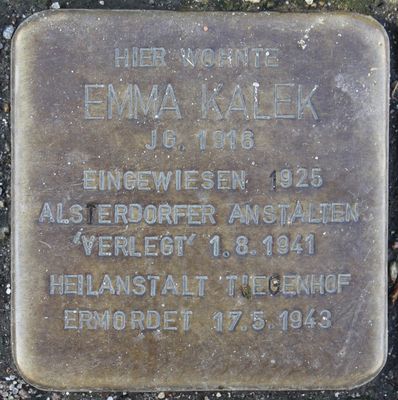 HIER WOHNTE
EMMA KALEK
JG. 1916
EINGEWIESEN 1925
ALSTERDORFER ANSTALTEN
'VERLEGT' 1.8.1941
HEILANSTALT TIEGENHOF
ERMORDET 17.5.1943